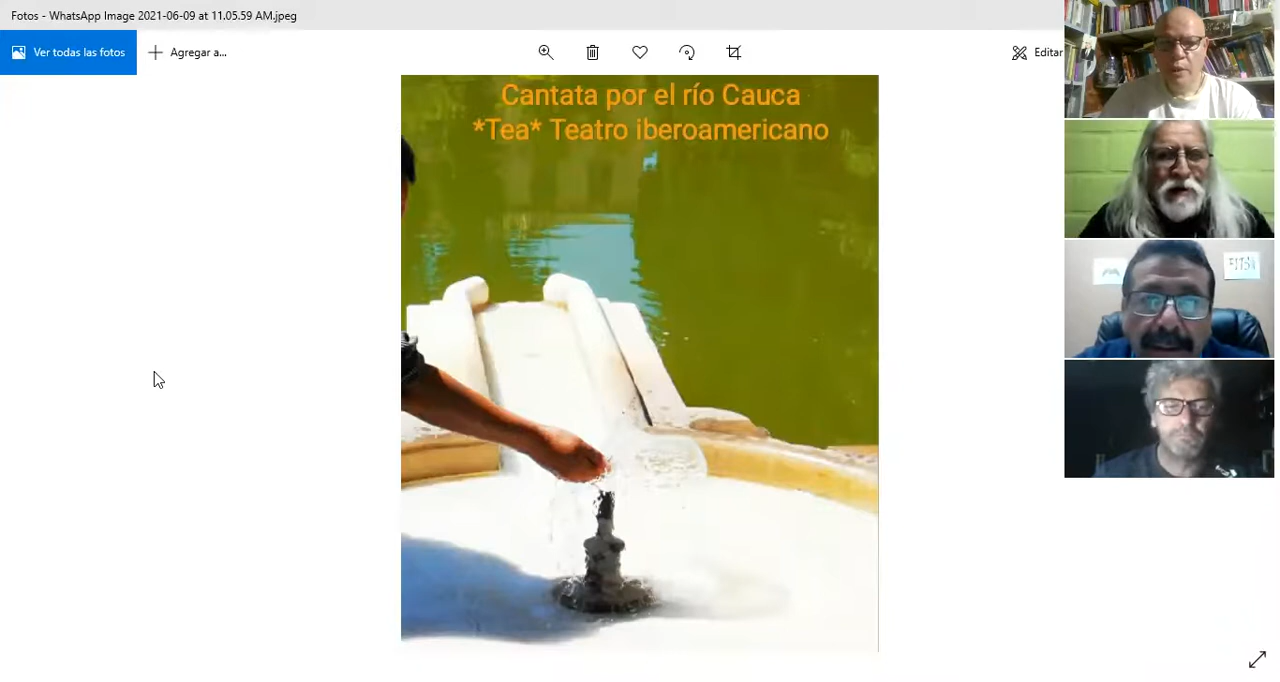 Fotos - WhatsApp Image 2021-06-09 at 11.05.59 AM.jpeg
Ver todas las fotos
Agregar a...
Editar
Cantata por el río Cauca
*Tea* Teatro iberoamericano